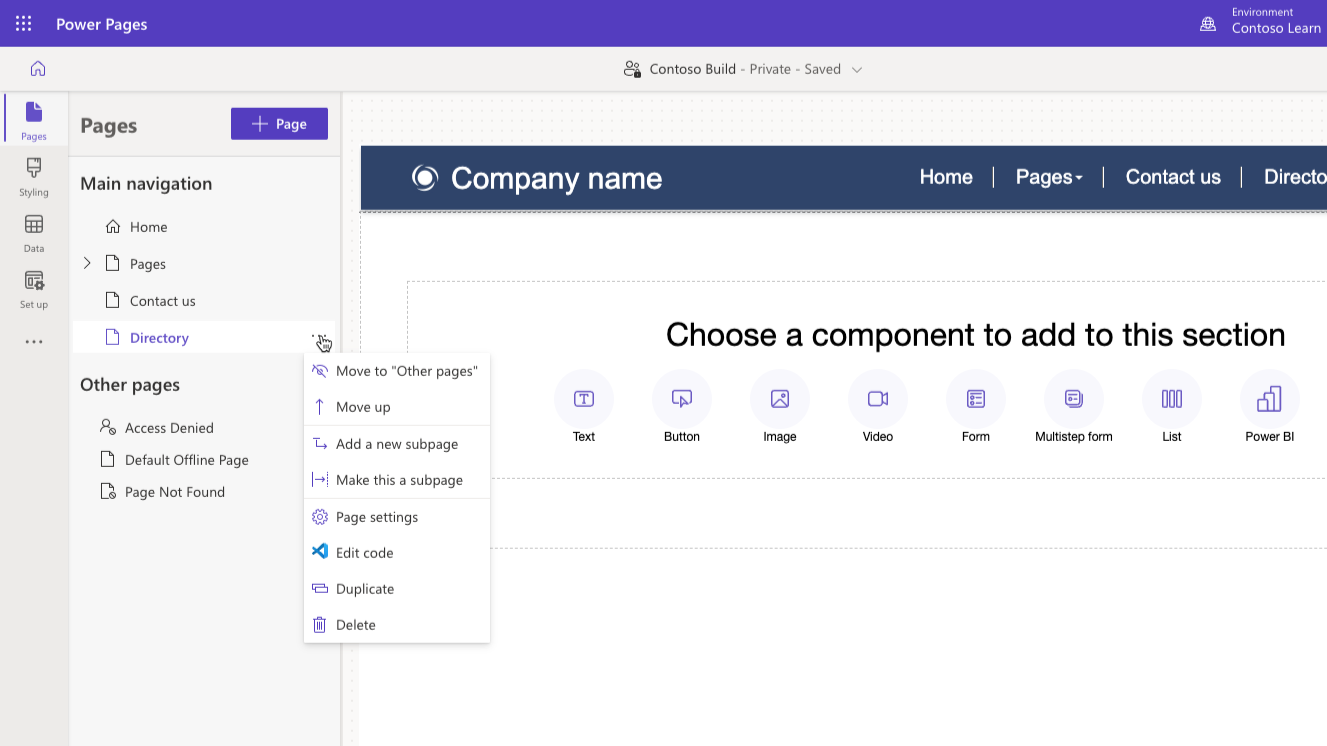 Power Pages
Environment
Contoso Learn
Contoso Build - Private - Saved
Pages
Styling
Data
Set up
Pages
+ Page
Main navigation
Home
Pages
Contact us
Directory
Other pages
Access Denied
Default Offline Page
Page Not Found
Move to "Other pages"
Move up
Add a new subpage
Make this a subpage
Page settings
Edit code
Duplicate
Delete
Company name
Home | Pages | Contact us | Directo
Choose a component to add to this section
Text
Button
Image
Video
Form
Multistep form
List
Power BI